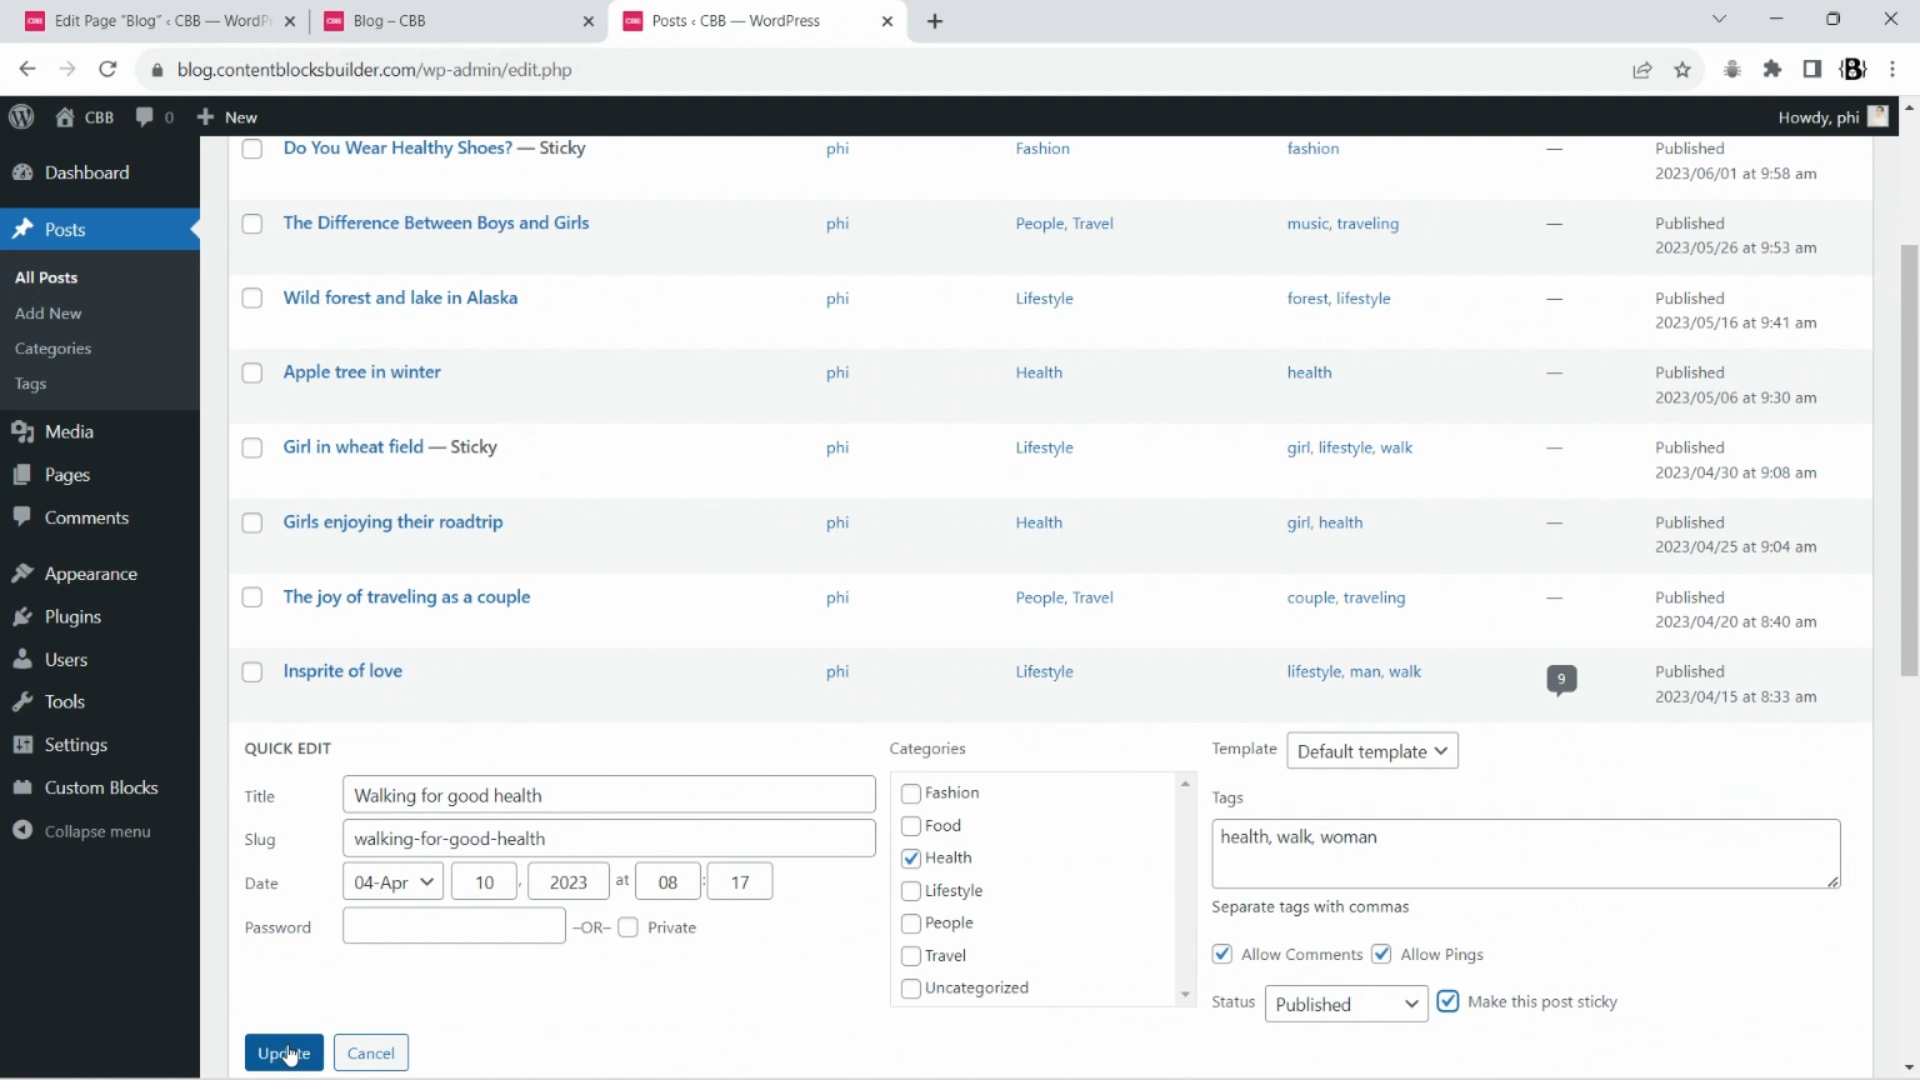 Edit Page "Blog" ‹ CBB — WordP
Blog – CBB
Posts ‹ CBB — WordPress
blog.contentblocksbuilder.com/wp-admin/edit.php
CBB
0
New
Howdy, phi
Dashboard
Posts
All Posts
Add New
Categories
Tags
Media
Pages
Comments
Appearance
Plugins
Users
Tools
Settings
Custom Blocks
Collapse menu
Do You Wear Healthy Shoes? — Sticky phi Fashion fashion — Published
2023/06/01 at 9:58 am
The Difference Between Boys and Girls phi People, Travel music, traveling — Published
2023/05/26 at 9:53 am
Wild forest and lake in Alaska phi Lifestyle forest, lifestyle — Published
2023/05/16 at 9:41 am
Apple tree in winter phi Health health — Published
2023/05/06 at 9:30 am
Girl in wheat field — Sticky phi Lifestyle girl, lifestyle, walk — Published
2023/04/30 at 9:08 am
Girls enjoying their roadtrip phi Health girl, health — Published
2023/04/25 at 9:04 am
The joy of traveling as a couple phi People, Travel couple, traveling — Published
2023/04/20 at 8:40 am
Insprite of love phi Lifestyle lifestyle, man, walk 9 Published
2023/04/15 at 8:33 am
QUICK EDIT
Title Walking for good health
Slug walking-for-good-health
Date 04-Apr 10 , 2023 at 08 : 17
Password –OR– Private
Categories
Fashion
Food
Health
Lifestyle
People
Travel
Uncategorized
Template Default template
Tags
health, walk, woman
Separate tags with commas
Allow Comments Allow Pings
Status Published Make this post sticky
Update Cancel